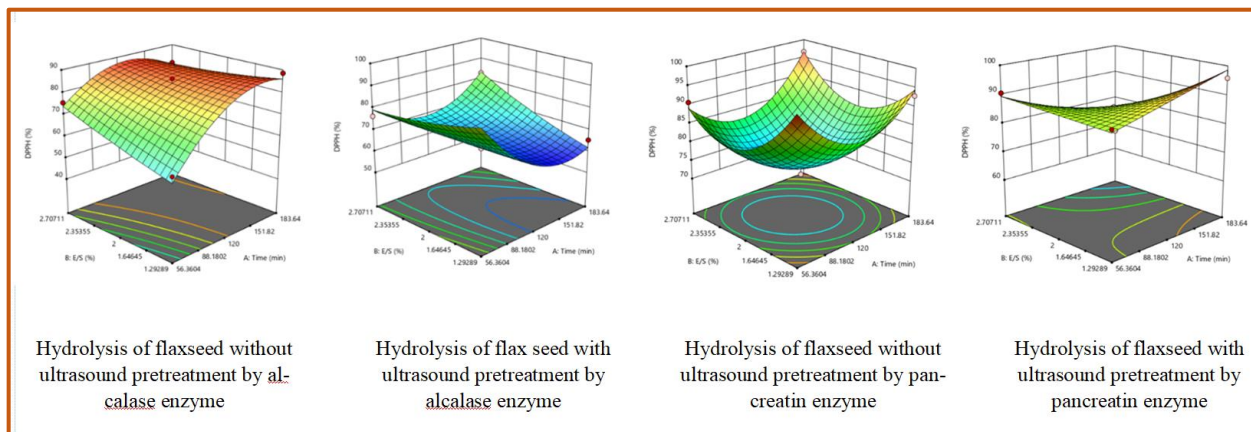 90
80
70
60
50
40
DPPH (%)
2.70711
2.35355
2
1.64645
1.29289
B: E/S (%)
56.3604
88.1802
120
151.82
183.64
A: Time (min)
100
90
80
70
60
50
DPPH (%)
2.70711
2.35355
2
1.64645
1.29289
B: E/S (%)
56.3604
88.1802
120
151.82
183.64
A: Time (min)
100
95
90
85
80
75
70
DPPH (%)
2.70711
2.35355
2
1.64645
1.29289
B: E/S (%)
56.3604
88.1802
120
151.82
183.64
A: Time (min)
100
90
80
70
60
DPPH (%)
2.70711
2.35355
2
1.64645
1.29289
B: E/S (%)
56.3604
88.1802
120
151.82
183.64
A: Time (min)
Hydrolysis of flaxseed without
ultrasound pretreatment by al-
calase enzyme
Hydrolysis of flax seed with
ultrasound pretreatment by
alcalase enzyme
Hydrolysis of flaxseed without
ultrasound pretreatment by pan-
creatin enzyme
Hydrolysis of flaxseed with
ultrasound pretreatment by
pancreatin enzyme